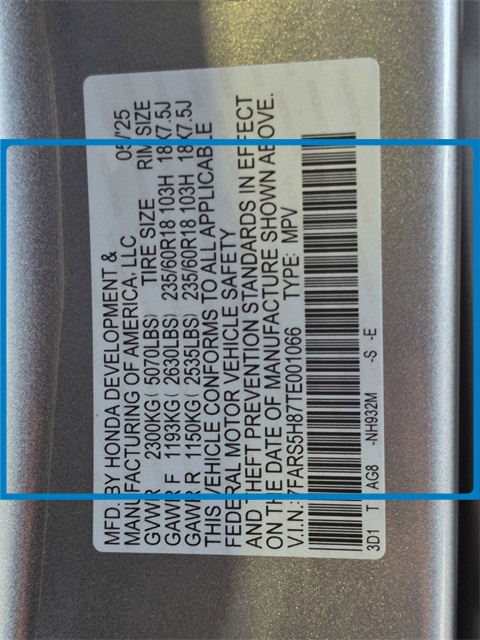 MFD. BY HONDA DEVELOPMENT & 05/25
MANUFACTURING OF AMERICA, LLC TIRE SIZE RIM SIZE
GVWR 2300KG( 5070LBS)
GAWR F 1193KG( 2630LBS) 235/60R18 103H 18X7.5J
GAWR R 1150KG( 2535LBS) 235/60R18 103H 18X7.5J
THIS VEHICLE CONFORMS TO ALL APPLICABLE
FEDERAL MOTOR VEHICLE SAFETY
AND THEFT PREVENTION STANDARDS IN EFFECT
ON THE DATE OF MANUFACTURE SHOWN ABOVE.
V.I.N.: 7FARS5H87TE001066 TYPE: MPV
3D1 T AG8 -NH932M -S -E